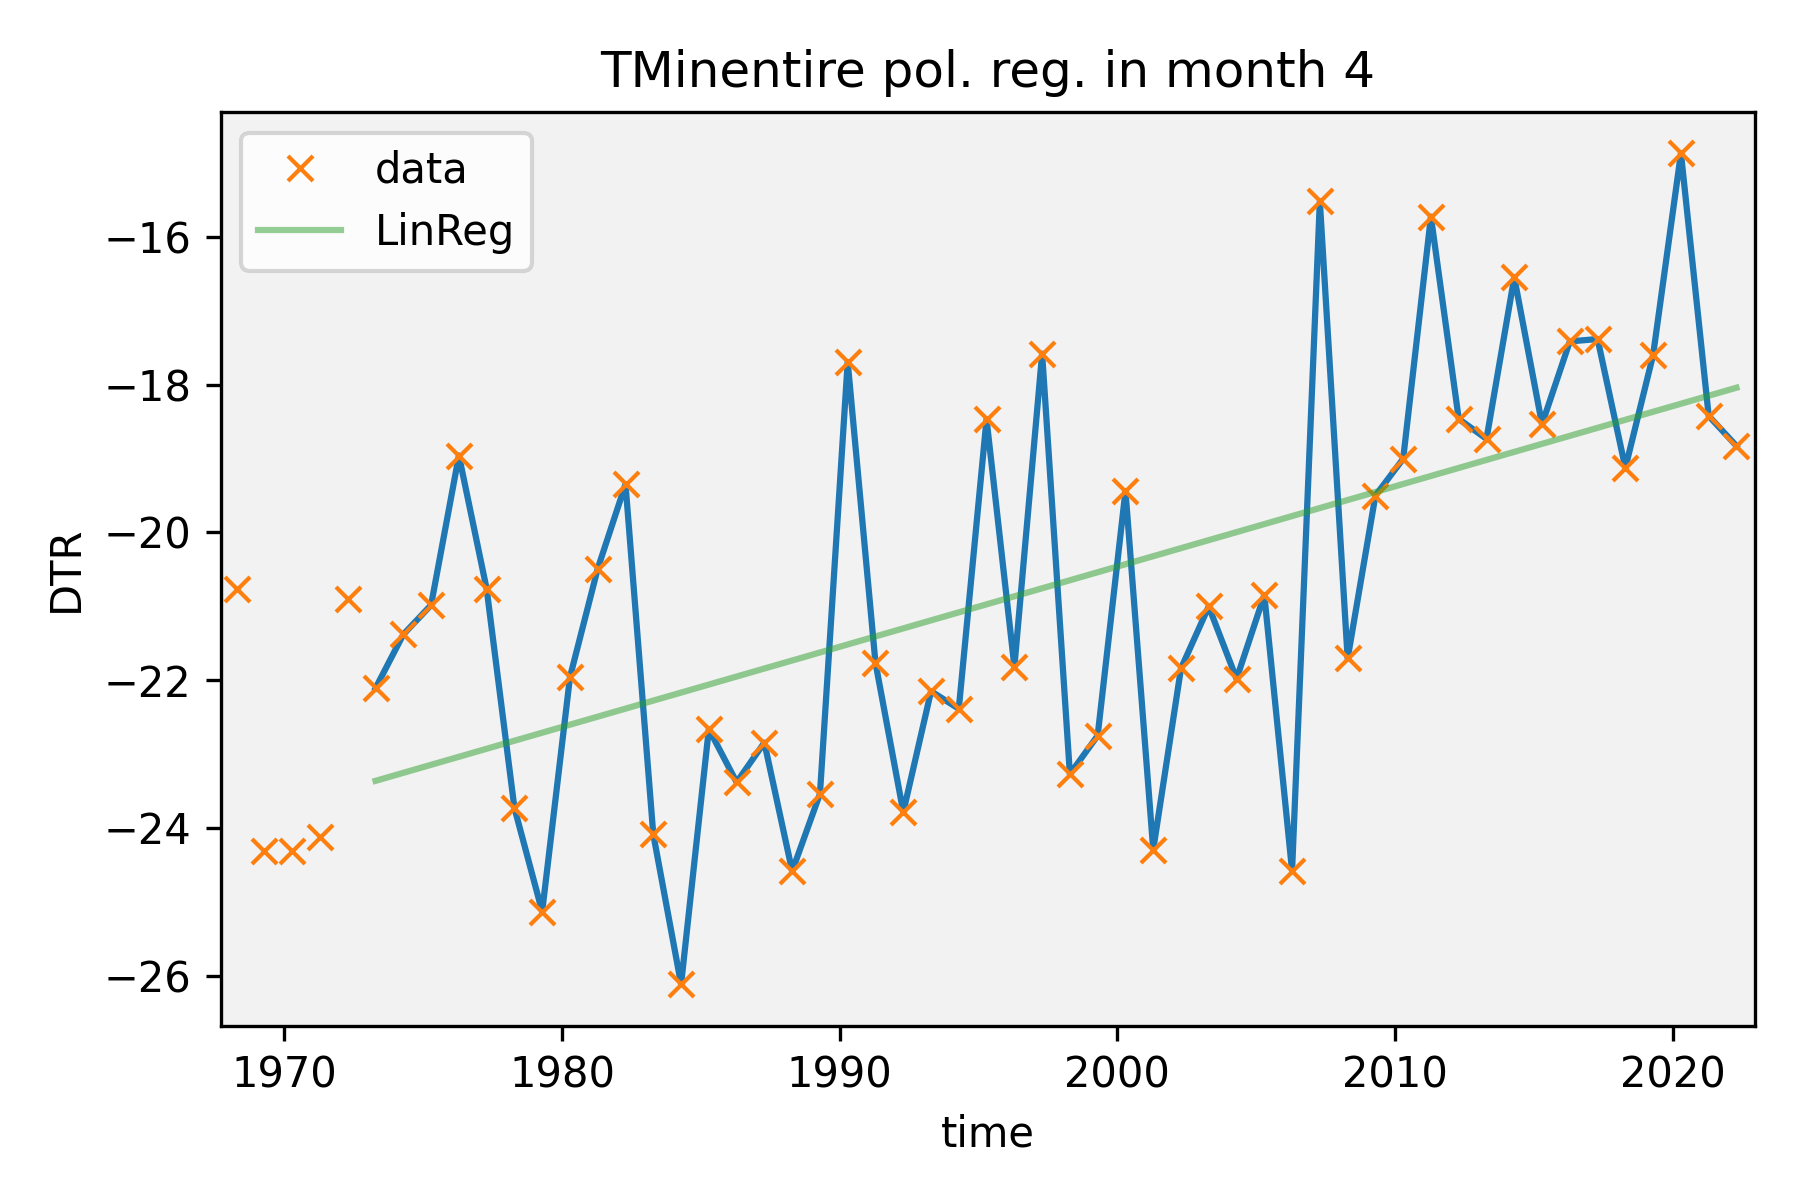 TMinentire pol. reg. in month 4
data
LinReg
−16
−18
−20
−22
−24
−26
DTR
1970 1980 1990 2000 2010 2020
time